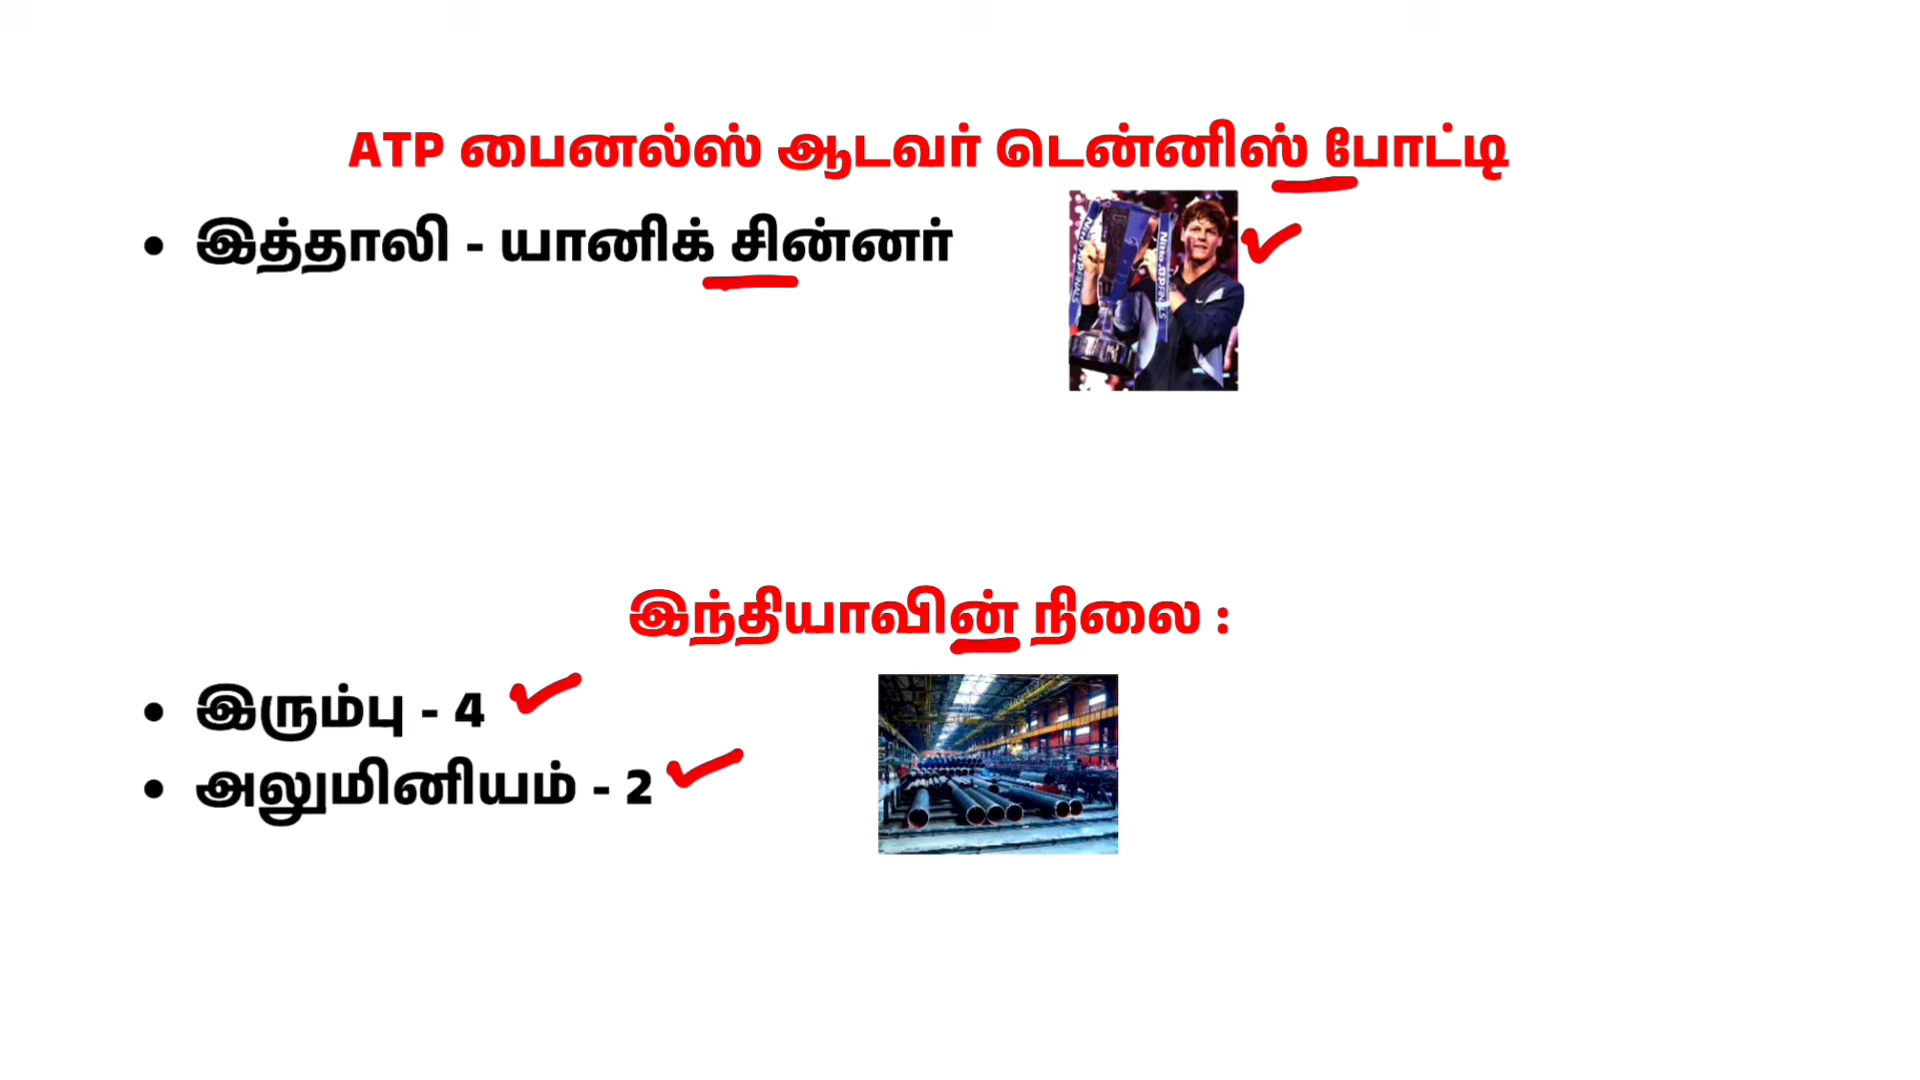 ATP பைனல்ஸ் ஆடவர் டென்னிஸ் போட்டி
• இத்தாலி - யானிக் சின்னர்
இந்தியாவின் நிலை :
• இரும்பு - 4
• அலுமினியம் - 2